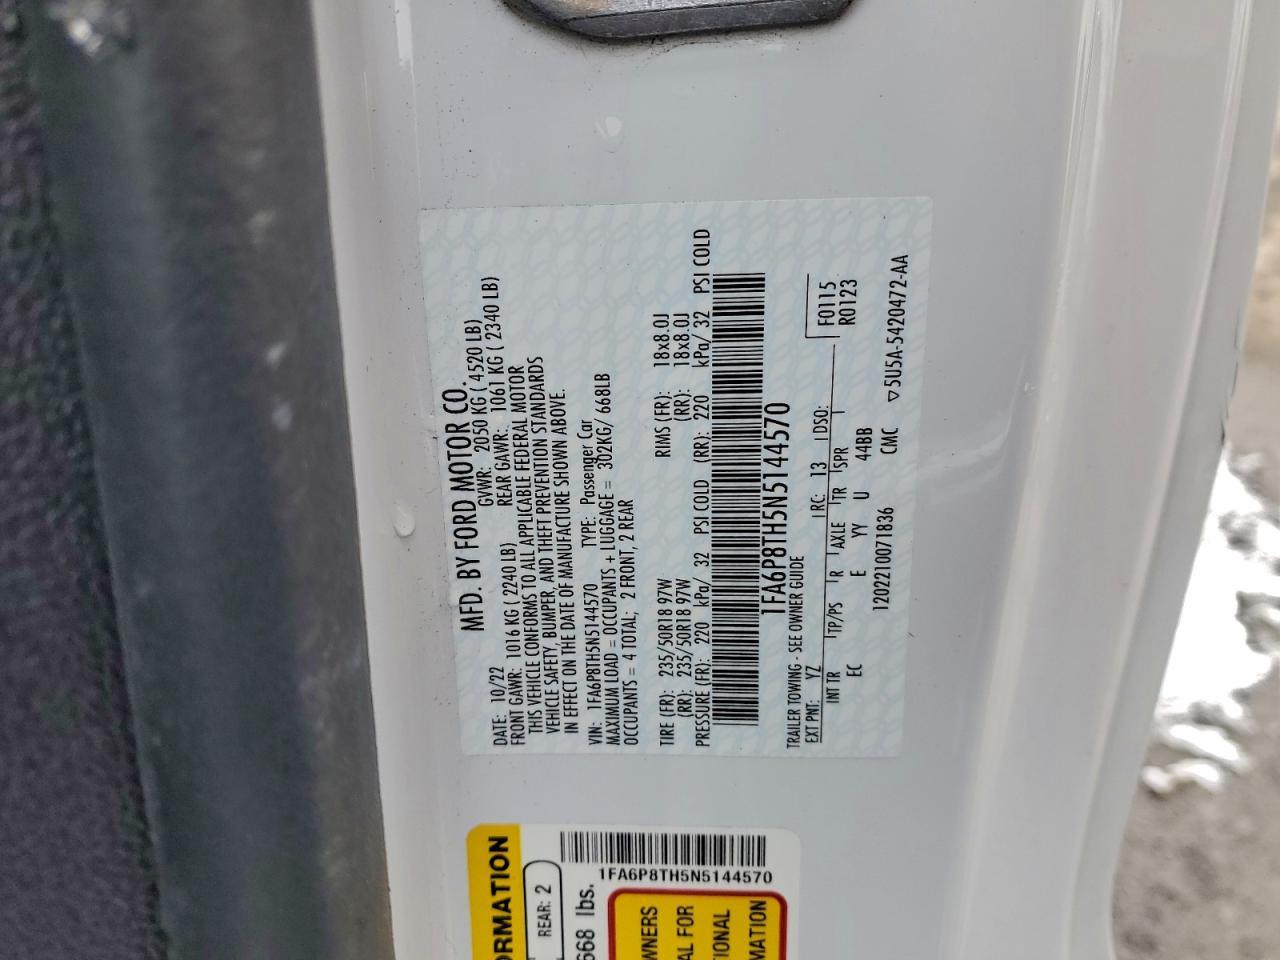 MFD. BY FORD MOTOR CO.
DATE: 10/22 GVWR: 2050 KG ( 4520 LB)
FRONT GAWR: 1016 KG ( 2240 LB) REAR GAWR: 1061 KG ( 2340 LB)
THIS VEHICLE CONFORMS TO ALL APPLICABLE FEDERAL MOTOR
VEHICLE SAFETY, BUMPER, AND THEFT PREVENTION STANDARDS
IN EFFECT ON THE DATE OF MANUFACTURE SHOWN ABOVE.
VIN: 1FA6P8TH5N5144570 TYPE: Passenger Car
MAXIMUM LOAD = OCCUPANTS + LUGGAGE = 302KG/ 668LB
OCCUPANTS = 4 TOTAL; 2 FRONT, 2 REAR
TIRE (FR): 235/50R18 97W RIMS (FR): 18x8.0J
(RR): 235/50R18 97W (RR): 18x8.0J
PRESSURE (FR): 220 kPa/ 32 PSI COLD (RR): 220 kPa/ 32 PSI COLD
1FA6P8TH5N5144570
TRAILER TOWING - SEE OWNER GUIDE
EXT PNT: YZ RC: 13 DSO: F0115
INT TR TP/PS R AXLE TR SPR R0123
EC E YY U 44BB
1202210071836 CMC ▽5U5A-5420472-AA
1FA6P8TH5N5144570
ORMATION
REAR: 2
668 lbs.
WNERS
AL FOR
TIONAL
MATION